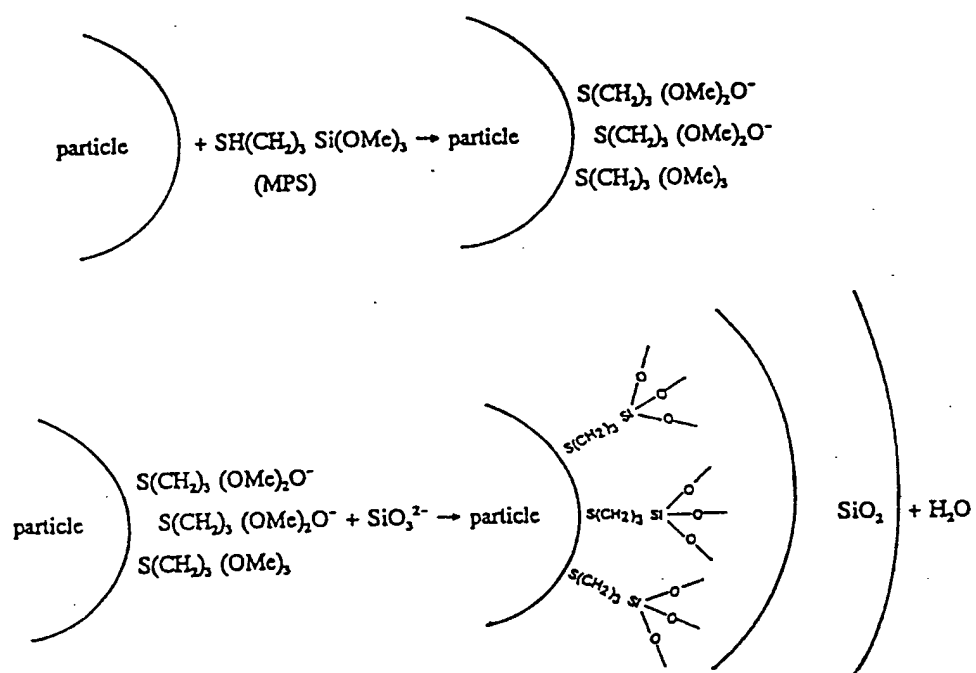 S(CH₂)₃ (OMe)₂O⁻
particle + SH(CH₂)₃ Si(OMe)₃ → particle S(CH₂)₃ (OMe)₂O⁻
(MPS) S(CH₂)₃ (OMe)₃
S(CH₂)₃ (OMe)₂O⁻
particle S(CH₂)₃ (OMe)₂O⁻ + SiO₃²⁻ → particle
S(CH₂)₃ (OMe)₃
S(CH₂)₃ Si O O O
S(CH₂)₃ Si O O O
S(CH₂)₃ Si O O O
SiO₂ + H₂O